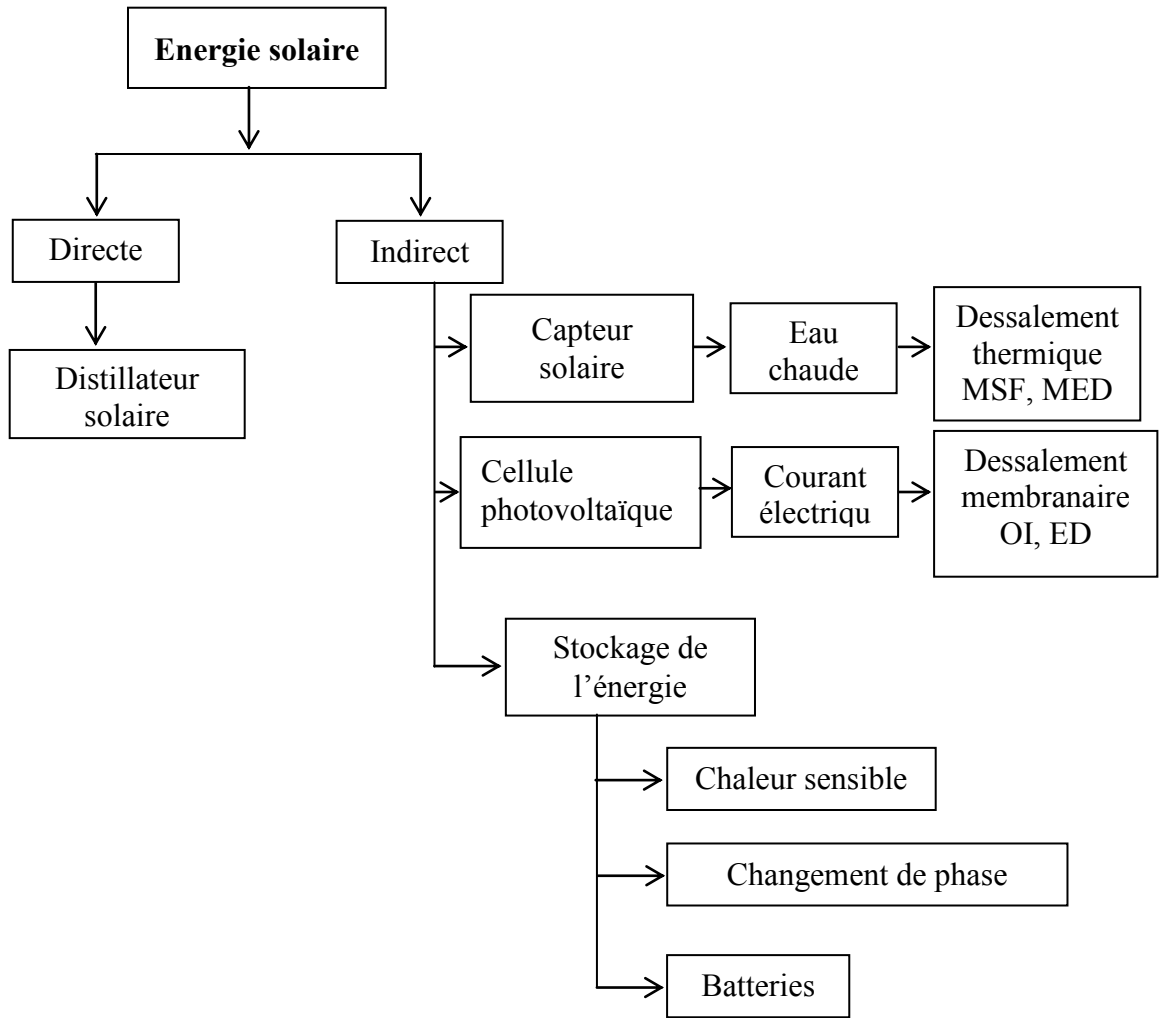 Energie solaire
Directe
Indirect
Distillateur
solaire
Capteur
solaire
Eau
chaude
Dessalement
thermique
MSF, MED
Cellule
photovoltaïque
Courant
électriqu
Dessalement
membranaire
OI, ED
Stockage de
l’énergie
Chaleur sensible
Changement de phase
Batteries